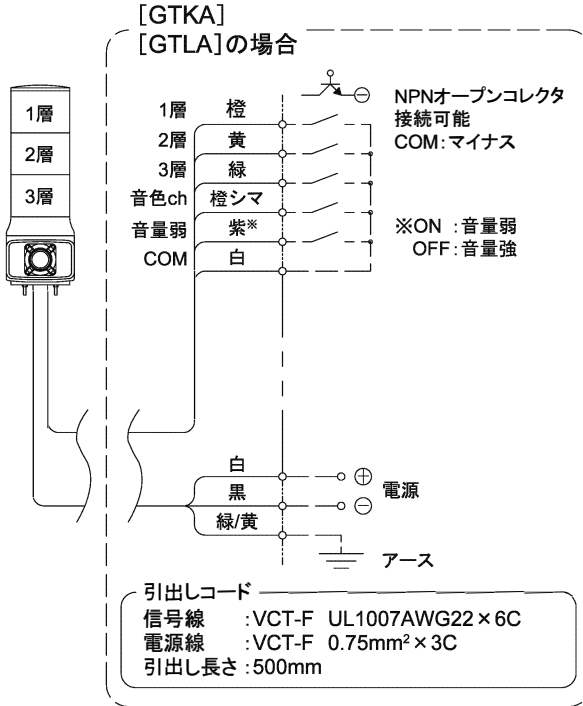 [GTKA]
[GTLA]の場合
1層
2層
3層
1層 橙
2層 黄
3層 緑
音色ch 橙シマ
音量弱 紫※
COM 白
⊖
NPNオープンコレクタ
接続可能
COM:マイナス
※ON :音量弱
OFF:音量強
白 ⊕
黒 ⊖
電源
緑/黄
アース
引出しコード
信号線 :VCT-F UL1007AWG22×6C
電源線 :VCT-F 0.75mm²×3C
引出し長さ:500mm